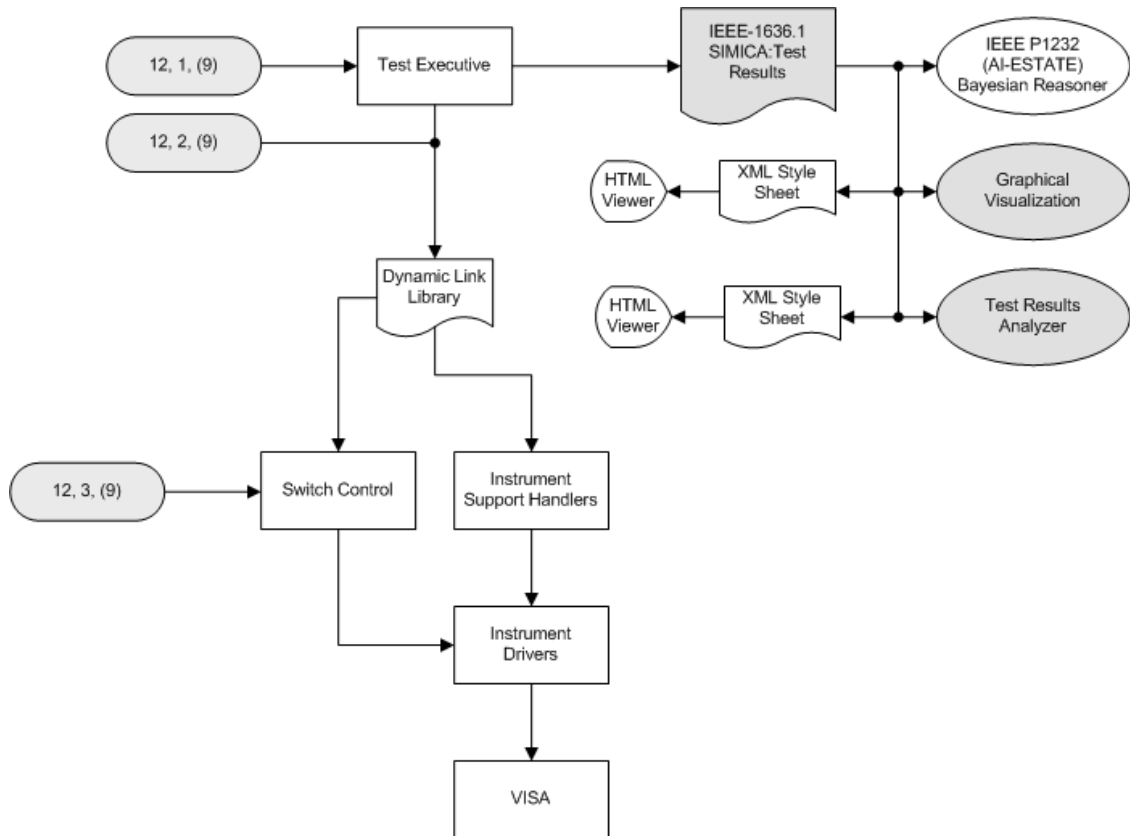 12, 1, (9)
Test Executive
IEEE-1636.1
SIMICA:Test
Results
IEEE P1232
(AI-ESTATE)
Bayesian Reasoner
12, 2, (9)
HTML
Viewer
XML Style
Sheet
Graphical
Visualization
Dynamic Link
Library
HTML
Viewer
XML Style
Sheet
Test Results
Analyzer
12, 3, (9)
Switch Control
Instrument
Support Handlers
Instrument
Drivers
VISA